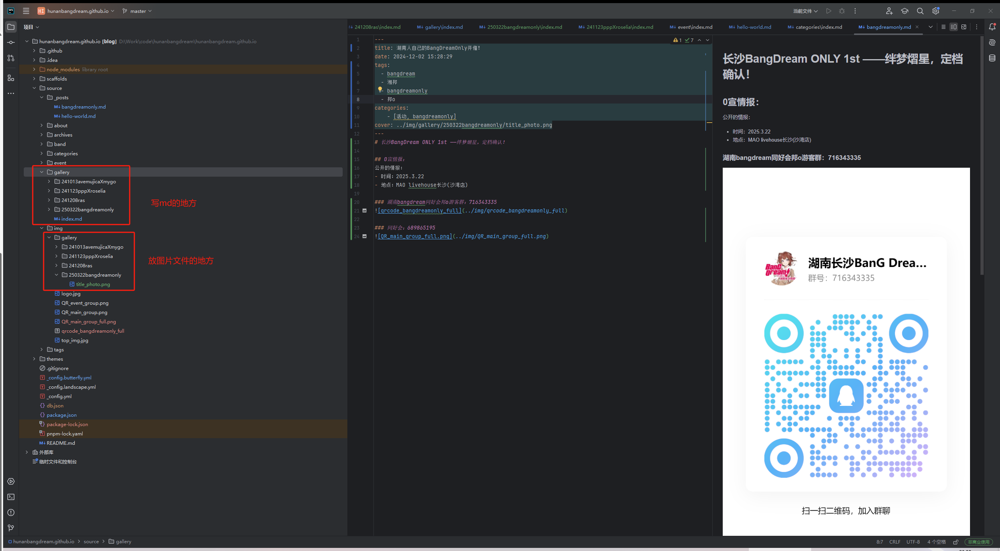 WS
HI hunanbangdream.github.io master 当前文件
项目
hunanbangdream.github.io [blog] D:\Work\code\hunanbangdream\hunanbangdream.github.io
.github
.idea
node_modules library root
scaffolds
source
_posts
bangdreamonly.md
hello-world.md
about
archives
band
categories
event
gallery
241013avemujicaXmygo
241123pppXroselia
241208ras
250322bangdreamonly
index.md
写md的地方
img
gallery
241013avemujicaXmygo
241123pppXroselia
241208ras
250322bangdreamonly
title_photo.png
放图片文件的地方
logo.jpg
QR_event_group.png
QR_main_group.png
QR_main_group_full.png
qrcode_bangdreamonly_full
top_img.jpg
tags
themes
.gitignore
_config.butterfly.yml
_config.landscape.yml
_config.yml
db.json
package.json
package-lock.json
pnpm-lock.yaml
README.md
外部库
临时文件和控制台
241208ras\index.md gallery\index.md 250322bangdreamonly\index.md 241123pppXroselia\index.md event\index.md hello-world.md categories\index.md bangdreamonly.md
1 7
1 ---
2 title: 湖南人自己的BangDreamOnly开催！
3 date: 2024-12-02 15:28:29
4 tags:
5 - bangdream
6 - 湘邦
7 - bangdreamonly
8 - 邦o
9 categories:
10 - [活动, bangdreamonly]
11 cover: ../img/gallery/250322bangdreamonly/title_photo.png
12 ---
13 # 长沙BangDream ONLY 1st ——绊梦熠星，定档确认！
14
15 ## 0宣情报：
16 公开的情报：
17 - 时间：2025.3.22
18 - 地点：MAO livehouse长沙(沙湾店)
19
20 ### 湖南bangdream同好会邦o游客群：716343335
21 ![qrcode_bangdreamonly_full](../img/qrcode_bangdreamonly_full)
22
23 ### 同好会：689865195
24 ![QR_main_group_full.png](../img/QR_main_group_full.png)
长沙BangDream ONLY 1st ——绊梦熠星，定档
确认！
0宣情报：
公开的情报：
• 时间：2025.3.22
• 地点：MAO livehouse长沙(沙湾店)
湖南bangdream同好会邦o游客群：716343335
BanG Dream!
湖南长沙BanG Drea...
群号：716343335
扫一扫二维码，加入群聊
hunanbangdream.github.io > source > gallery
8:7 CRLF UTF-8 4 个空格 非商业使用